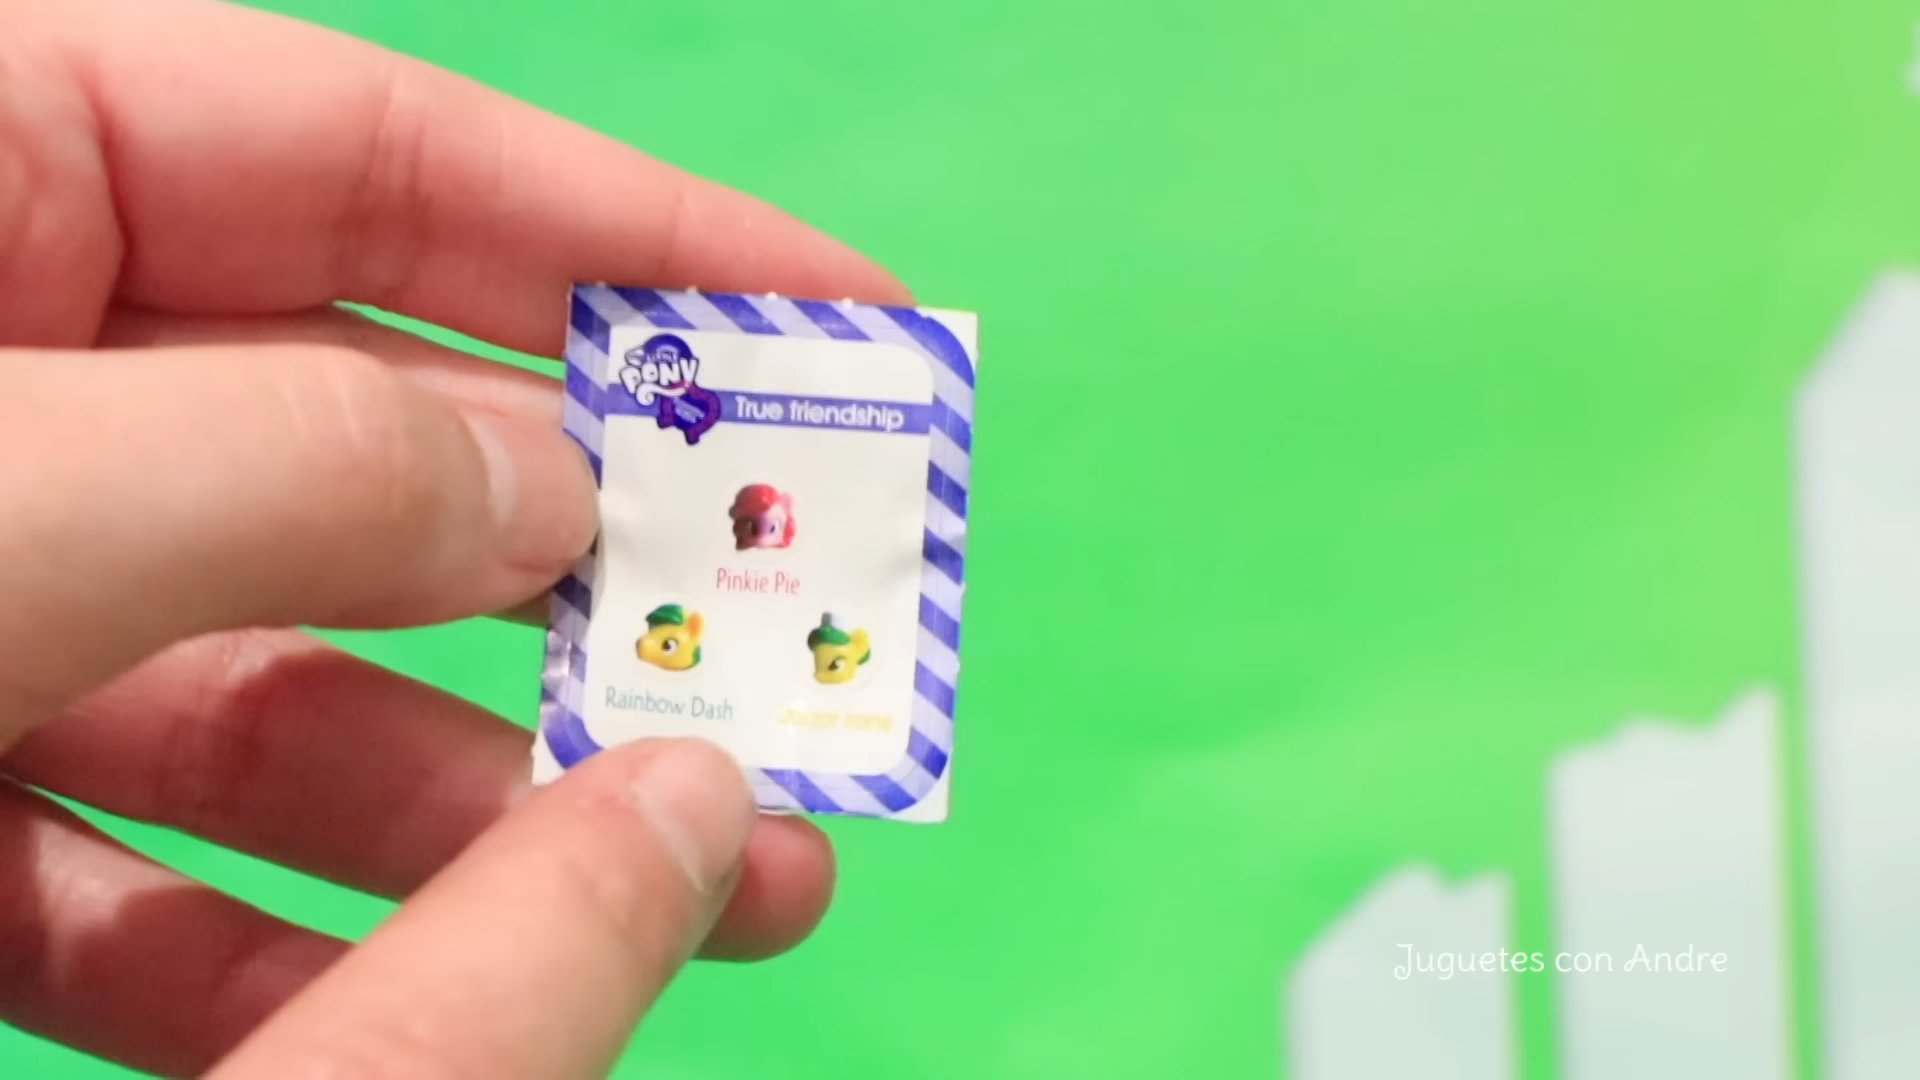 PONY
True friendship
Pinkie Pie
Rainbow Dash
Juguetes con Andre